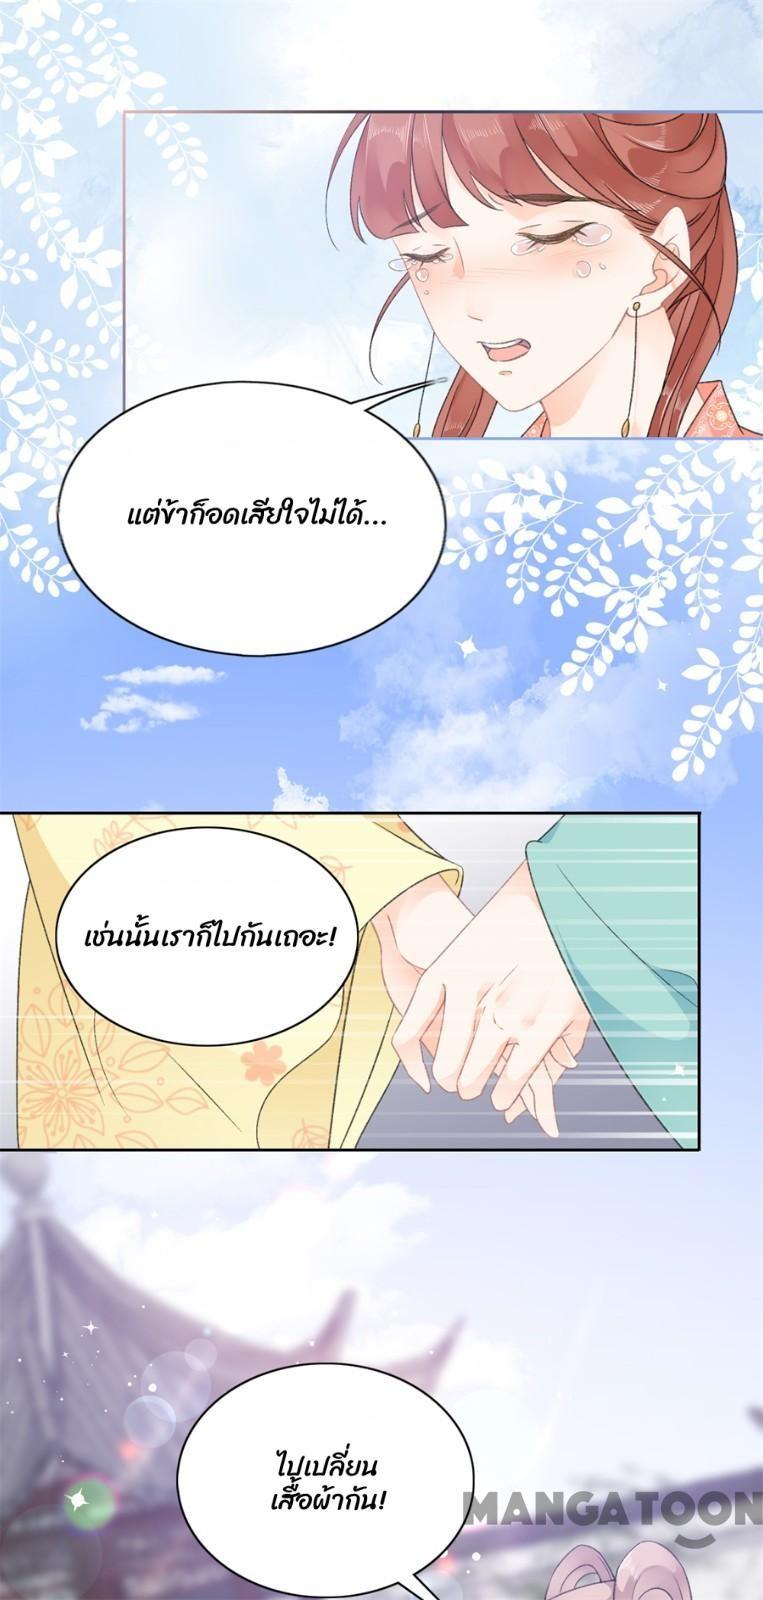 แต่ข้าก็อดเสียใจไม่ได้...
เช่นนั้นเราก็ไปกันเถอะ!
ไปเปลี่ยน
เสื้อผ้ากัน!
MANGATOON